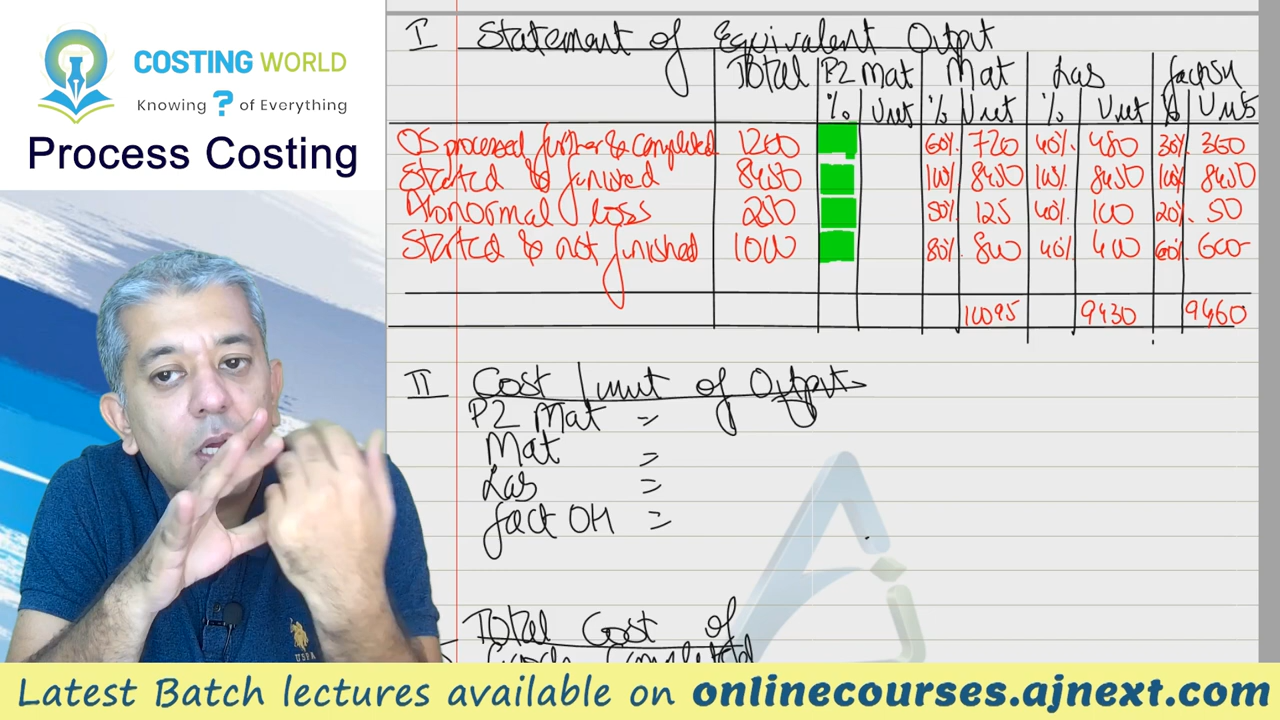 COSTING WORLD
Knowing ? of Everything
Process Costing
I Statement of Equivalent Output
Total P2 Mat Mat Lab
% Unit % Unit % Unit % Units
OS processed further & completed 1200 60% 720 40% 480 30% 360
Started & finished 8450 100% 8450 100% 8450 100% 8450
Abnormal loss 250 50% 125 40% 100 20% 50
Started & not finished 1000 80% 800 40% 400 60% 600
10095 9430 9460
II Cost / unit of Output
P2 Mat =
Mat =
Lab =
fact OH =
Total Cost of
Goods Completed
USPA
Latest Batch lectures available on onlinecourses.ajnext.com